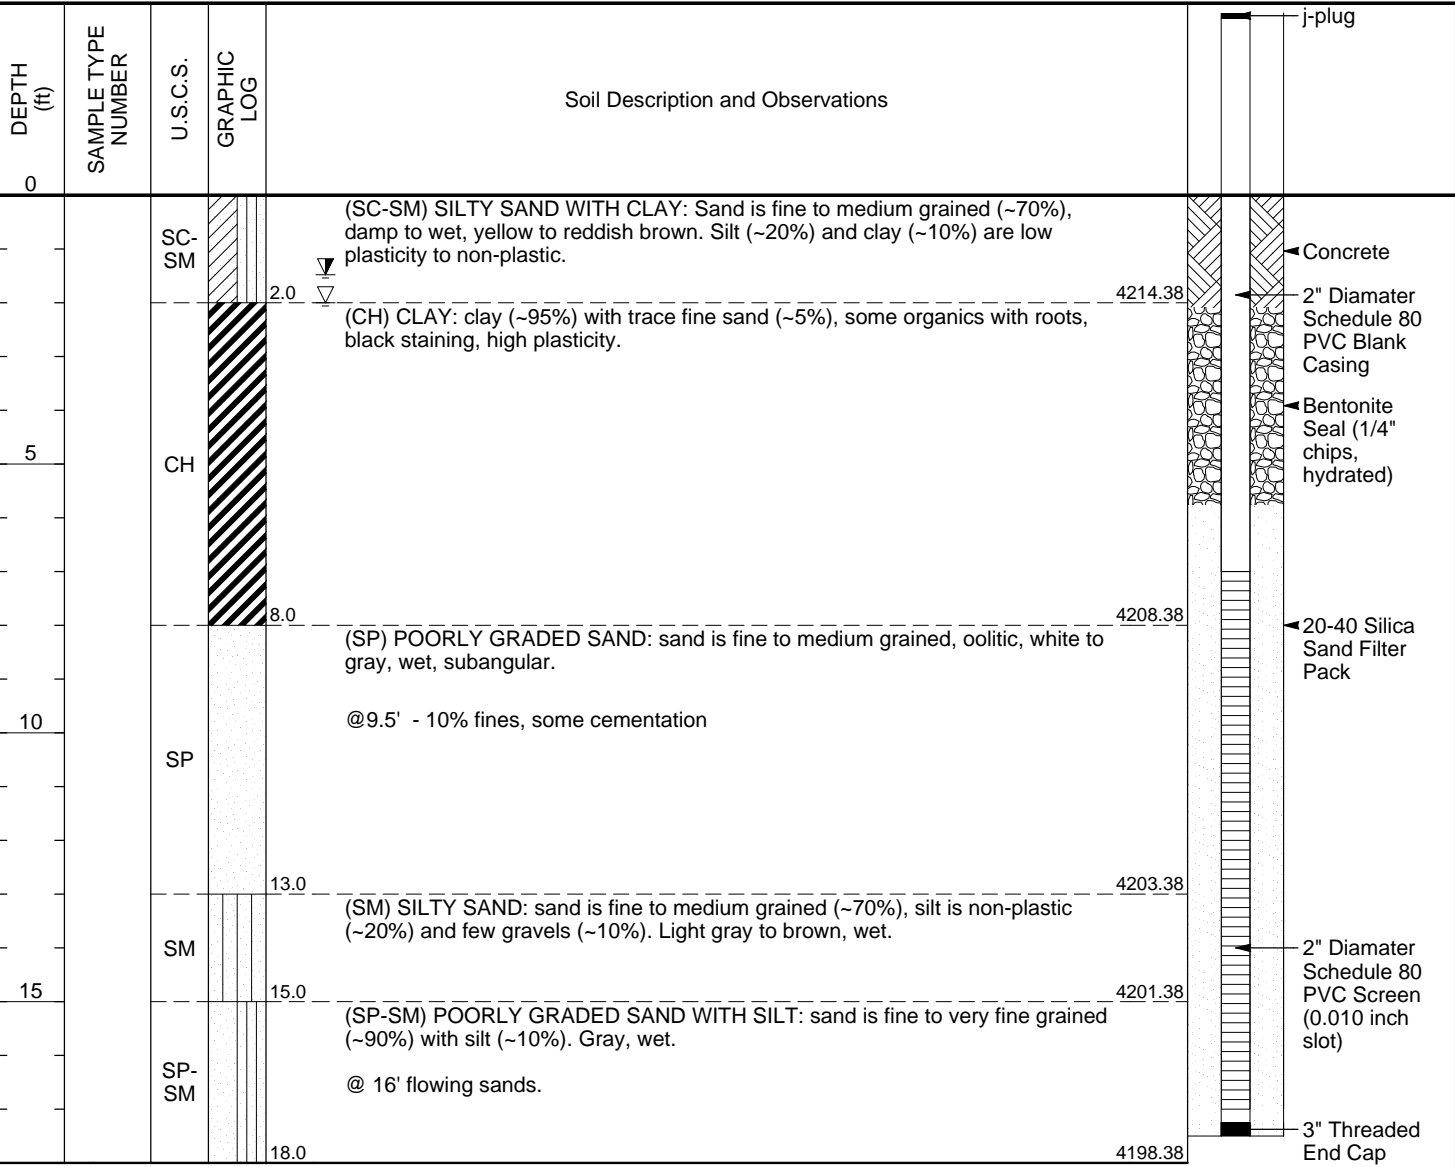 DEPTH
(ft)
SAMPLE TYPE
NUMBER
U.S.C.S.
GRAPHIC
LOG
Soil Description and Observations
j-plug
0
SC-
SM
(SC-SM) SILTY SAND WITH CLAY: Sand is fine to medium grained (~70%),
damp to wet, yellow to reddish brown. Silt (~20%) and clay (~10%) are low
plasticity to non-plastic.
2.0
4214.38
Concrete
2" Diamater
Schedule 80
PVC Blank
Casing
(CH) CLAY: clay (~95%) with trace fine sand (~5%), some organics with roots,
black staining, high plasticity.
Bentonite
Seal (1/4"
chips,
hydrated)
5
CH
8.0
4208.38
(SP) POORLY GRADED SAND: sand is fine to medium grained, oolitic, white to
gray, wet, subangular.
20-40 Silica
Sand Filter
Pack
@9.5' - 10% fines, some cementation
10
SP
13.0
4203.38
(SM) SILTY SAND: sand is fine to medium grained (~70%), silt is non-plastic
(~20%) and few gravels (~10%). Light gray to brown, wet.
SM
2" Diamater
Schedule 80
PVC Screen
(0.010 inch
slot)
15
15.0
4201.38
(SP-SM) POORLY GRADED SAND WITH SILT: sand is fine to very fine grained
(~90%) with silt (~10%). Gray, wet.
SP-
SM
@ 16' flowing sands.
3" Threaded
End Cap
18.0
4198.38